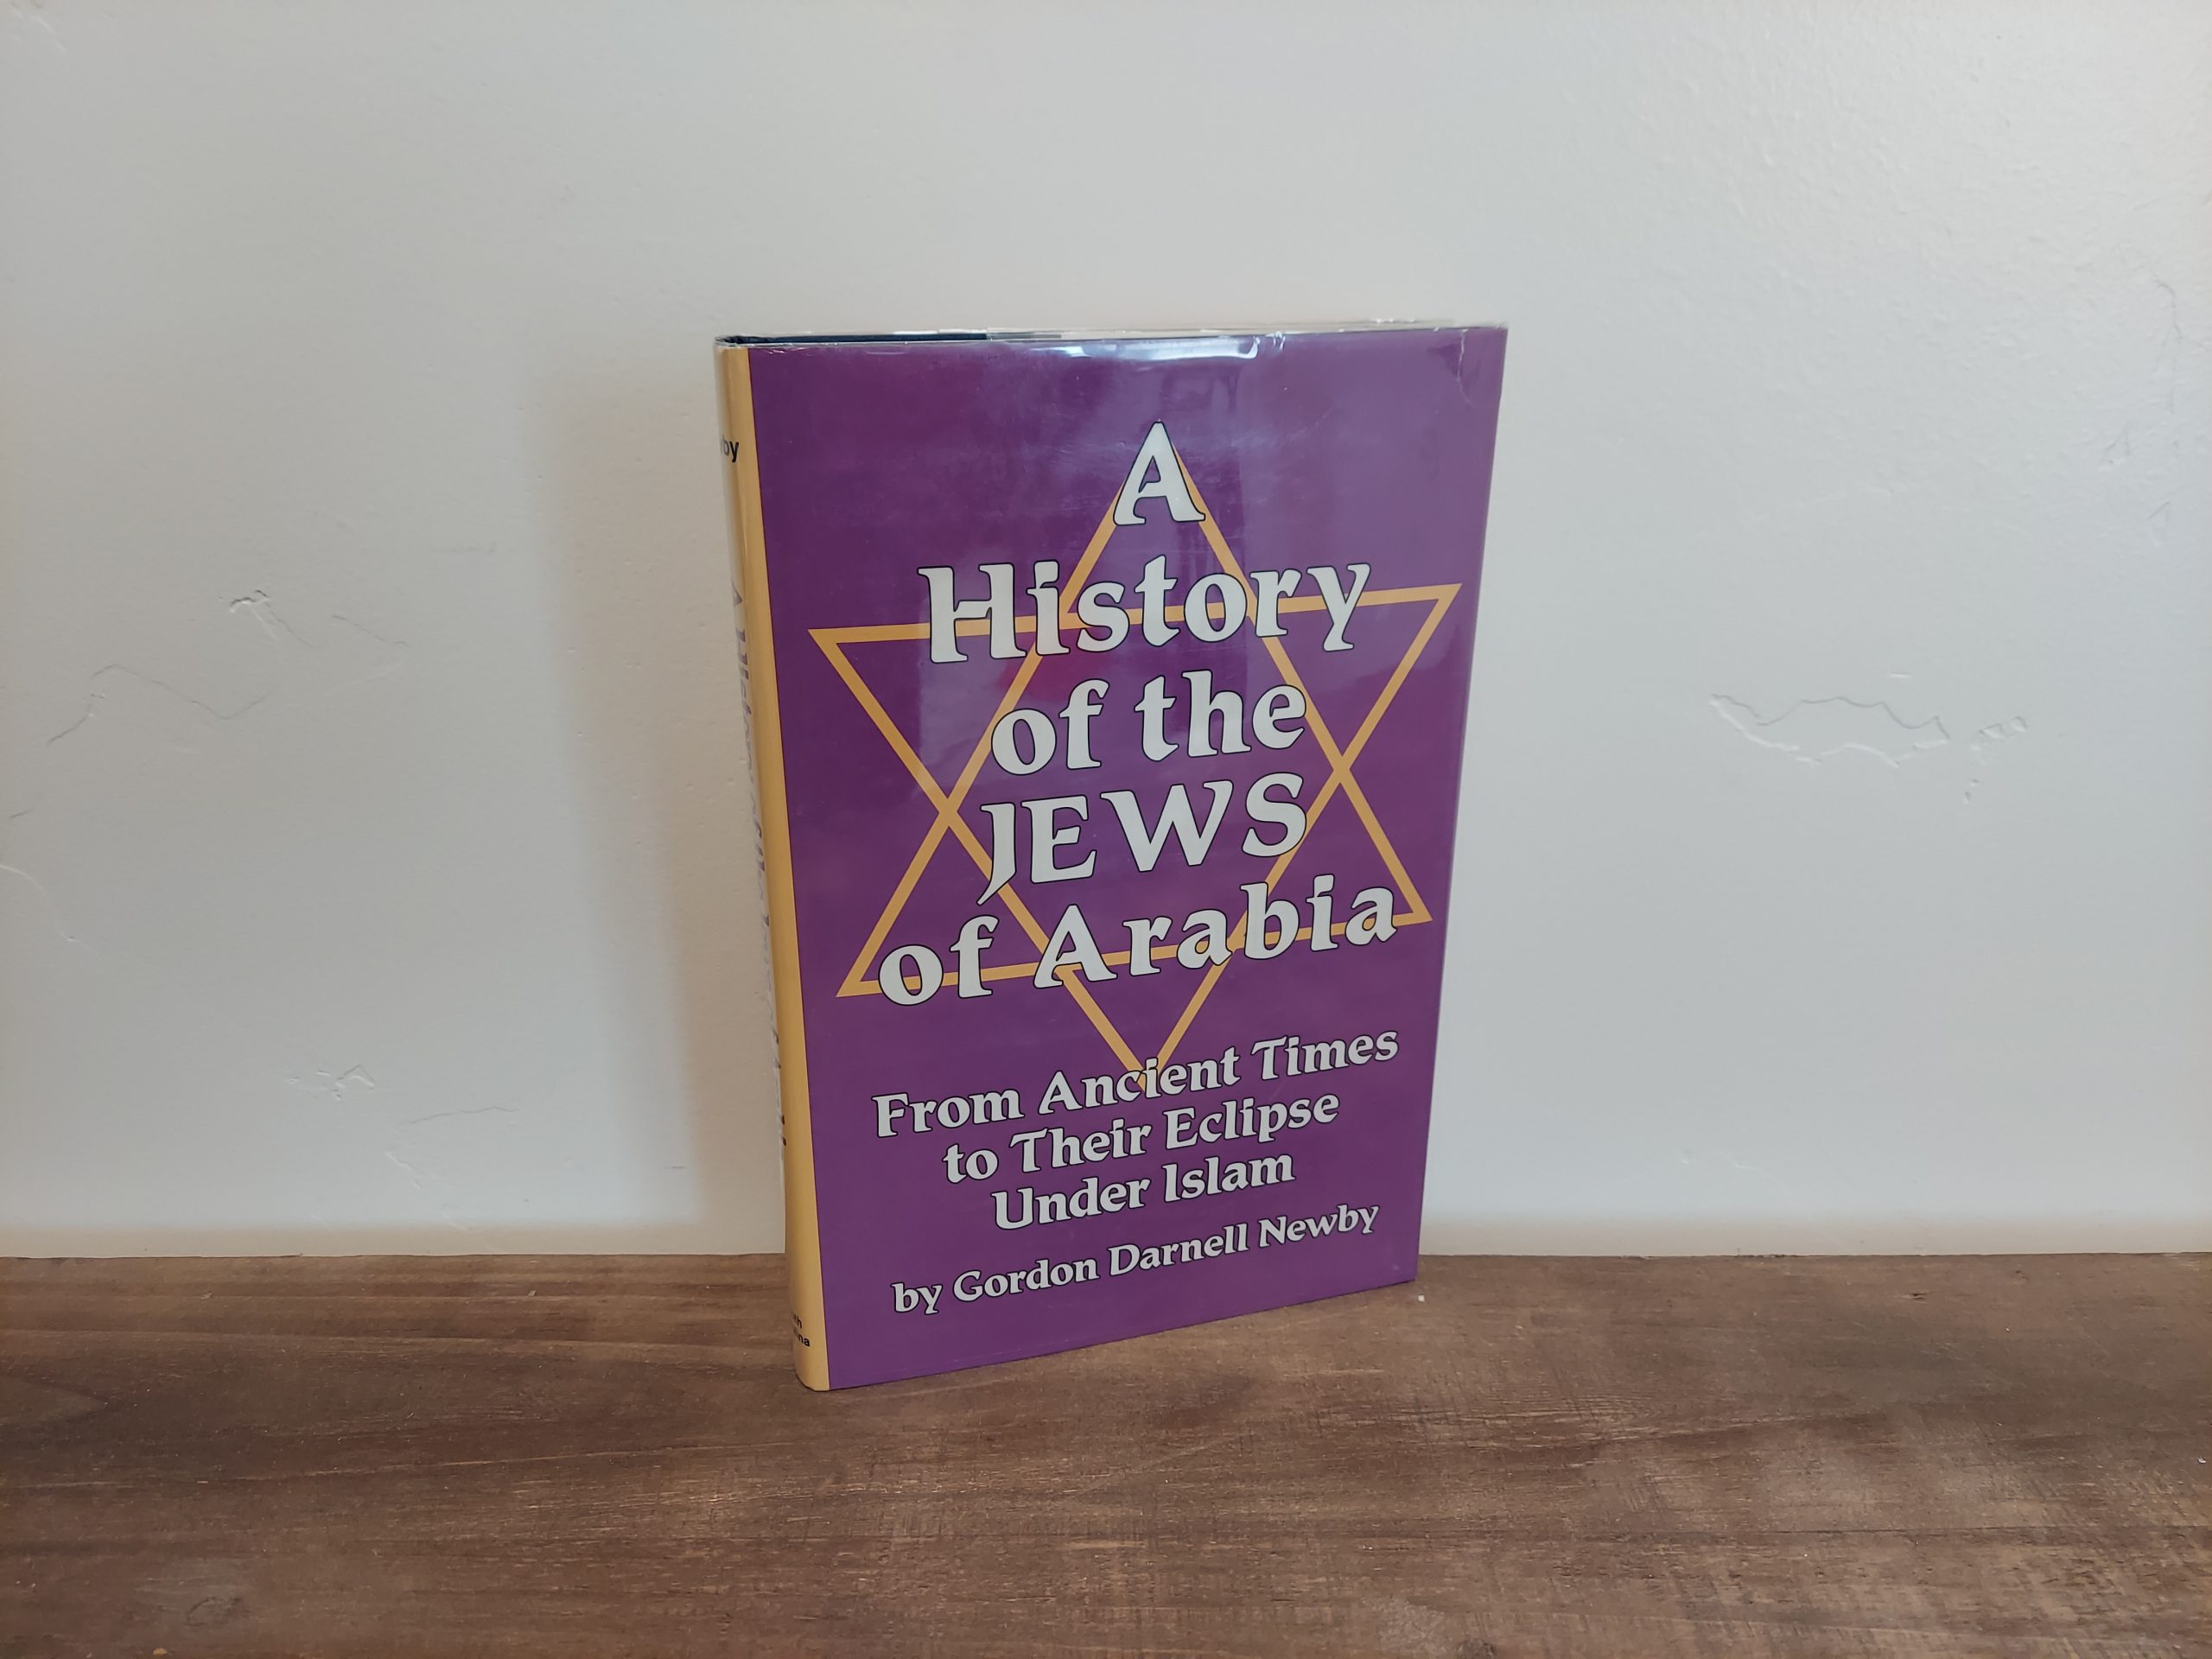 A
History
of the
JEWS
of Arabia
From Ancient Times
to Their Eclipse
Under Islam
by Gordon Darnell Newby